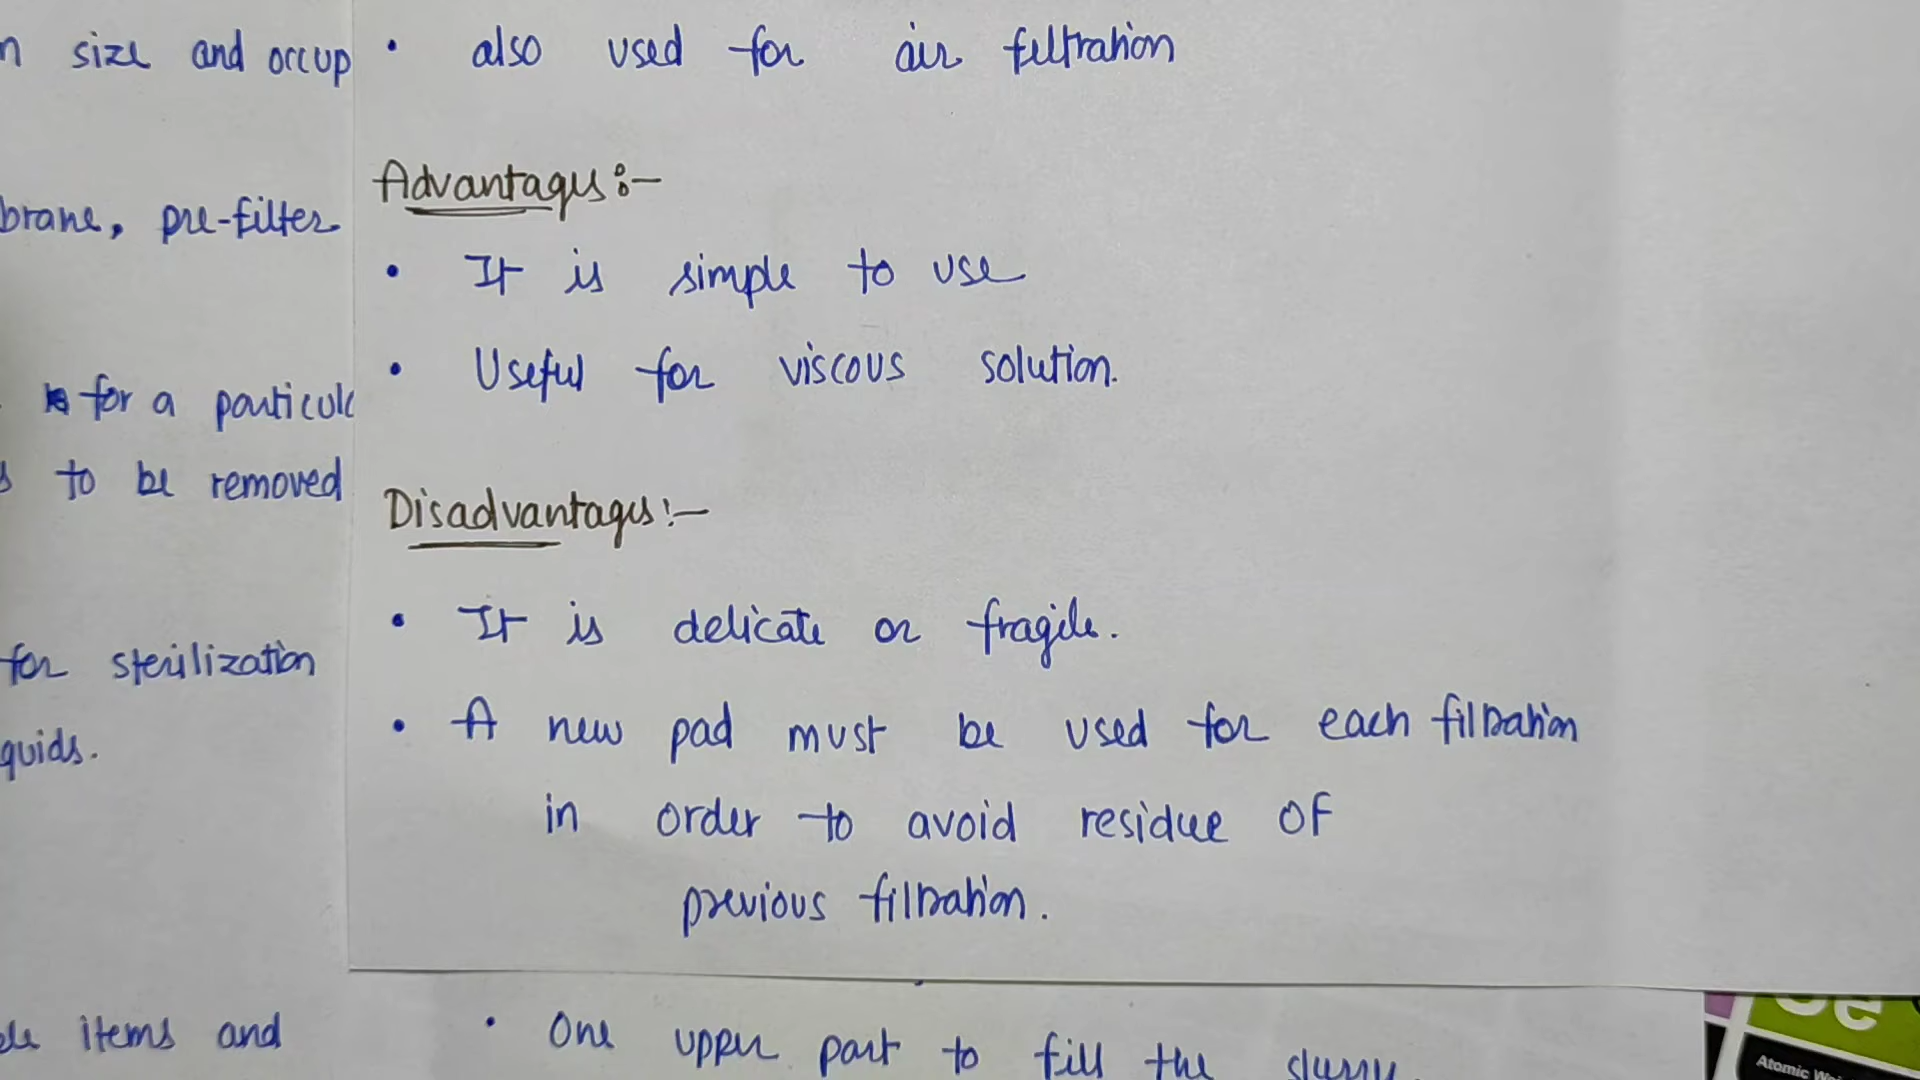 n size and occup
brane, pre-filter
for a particul
to be removed
for sterilization
quids.
items and
• also used for air filtration
Advantages:-
• It is simple to use
• Useful for viscous solution.
Disadvantages:-
• It is delicate or fragile.
• A new pad must be used for each filtration
in order to avoid residue of
previous filtration.
• One upper part to fill the slurry
Atomic